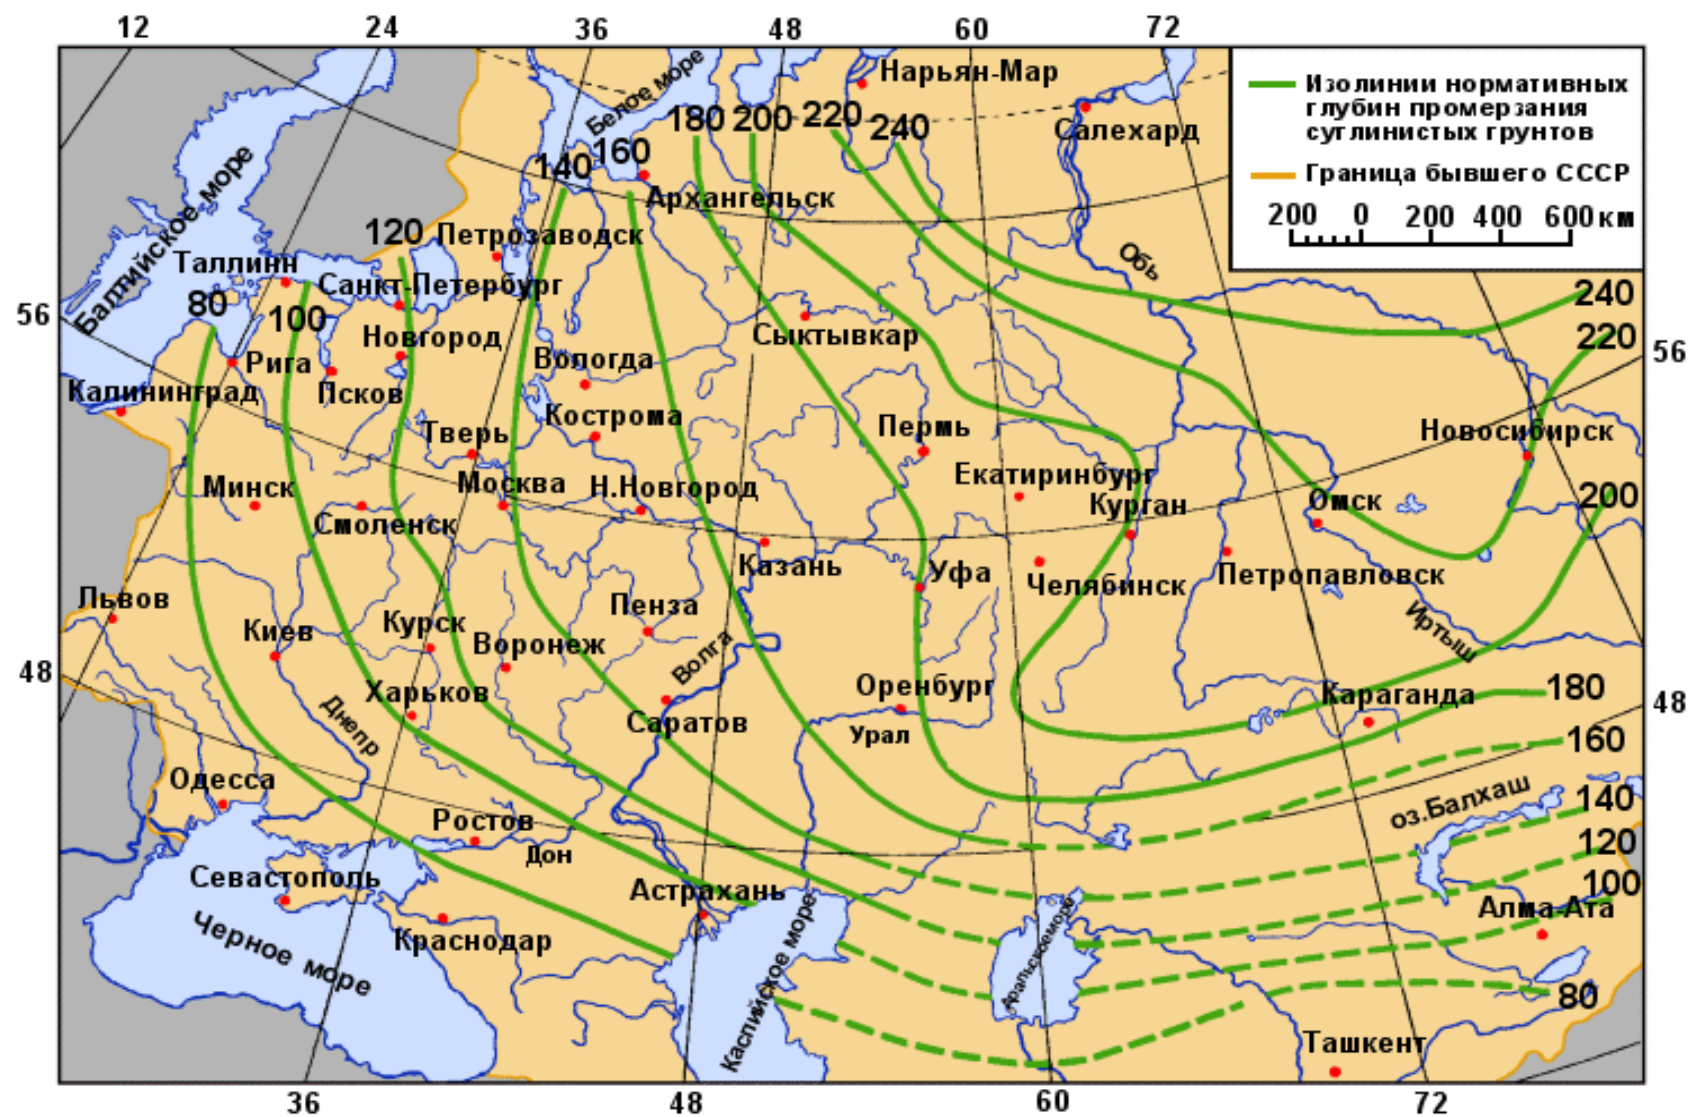 12 24 36 48 60 72
Изолинии нормативных
глубин промерзания
суглинистых грунтов
Граница бывшего СССР
200 0 200 400 600 км
Белое море
Нарьян-Мар
Салехард
180 200 220 240
140 160
Архангельск
Балтийское море
120 Петрозаводск
Таллинн
Санкт-Петербург
Обь
240
56
80
100
Новгород
Сыктывкар
220
56
Рига
Вологда
Калининград
Псков
Кострома
Тверь
Пермь
Новосибирск
Минск
Москва
Н.Новгород
Екатиринбург
Курган
Омск
200
Смоленск
Казань
Уфа
Челябинск
Петропавловск
Львов
Киев
Курск
Пенза
Воронеж
Волга
Иртыш
48
Харьков
Оренбург
Караганда
180
48
Днепр
Саратов
Урал
160
Одесса
оз.Балхаш
140
Ростов
Дон
120
Севастополь
Астрахань
100
Алма-Ата
Черное море
Краснодар
Каспийское море
Аральскоеморе
80
Ташкент
36 48 60 72